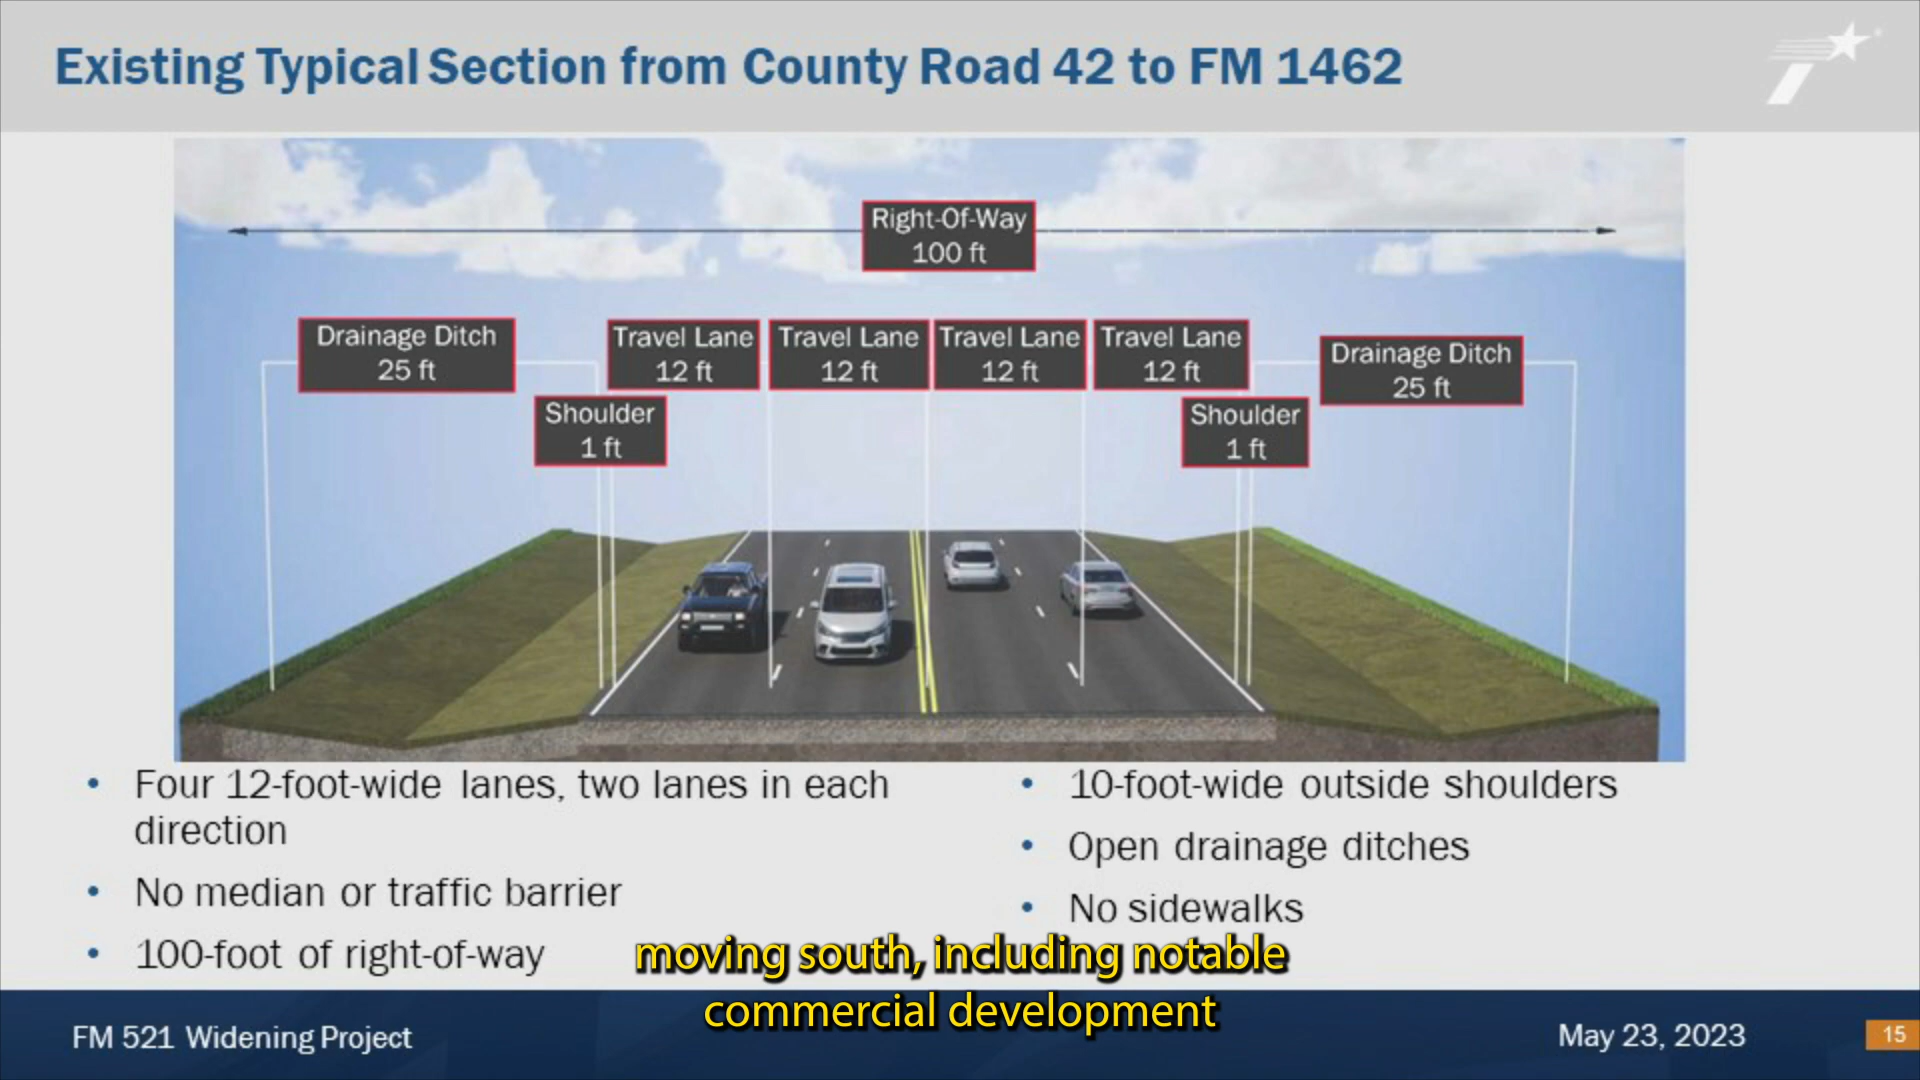 Existing Typical Section from County Road 42 to FM 1462
Right-Of-Way
100 ft
Drainage Ditch
25 ft
Travel Lane
12 ft
Travel Lane
12 ft
Travel Lane
12 ft
Travel Lane
12 ft
Drainage Ditch
25 ft
Shoulder
1 ft
Shoulder
1 ft
• Four 12-foot-wide lanes, two lanes in each
direction
• No median or traffic barrier
• 100-foot of right-of-way
• 10-foot-wide outside shoulders
• Open drainage ditches
• No sidewalks
moving south, including notable
commercial development
FM 521 Widening Project
May 23, 2023
15